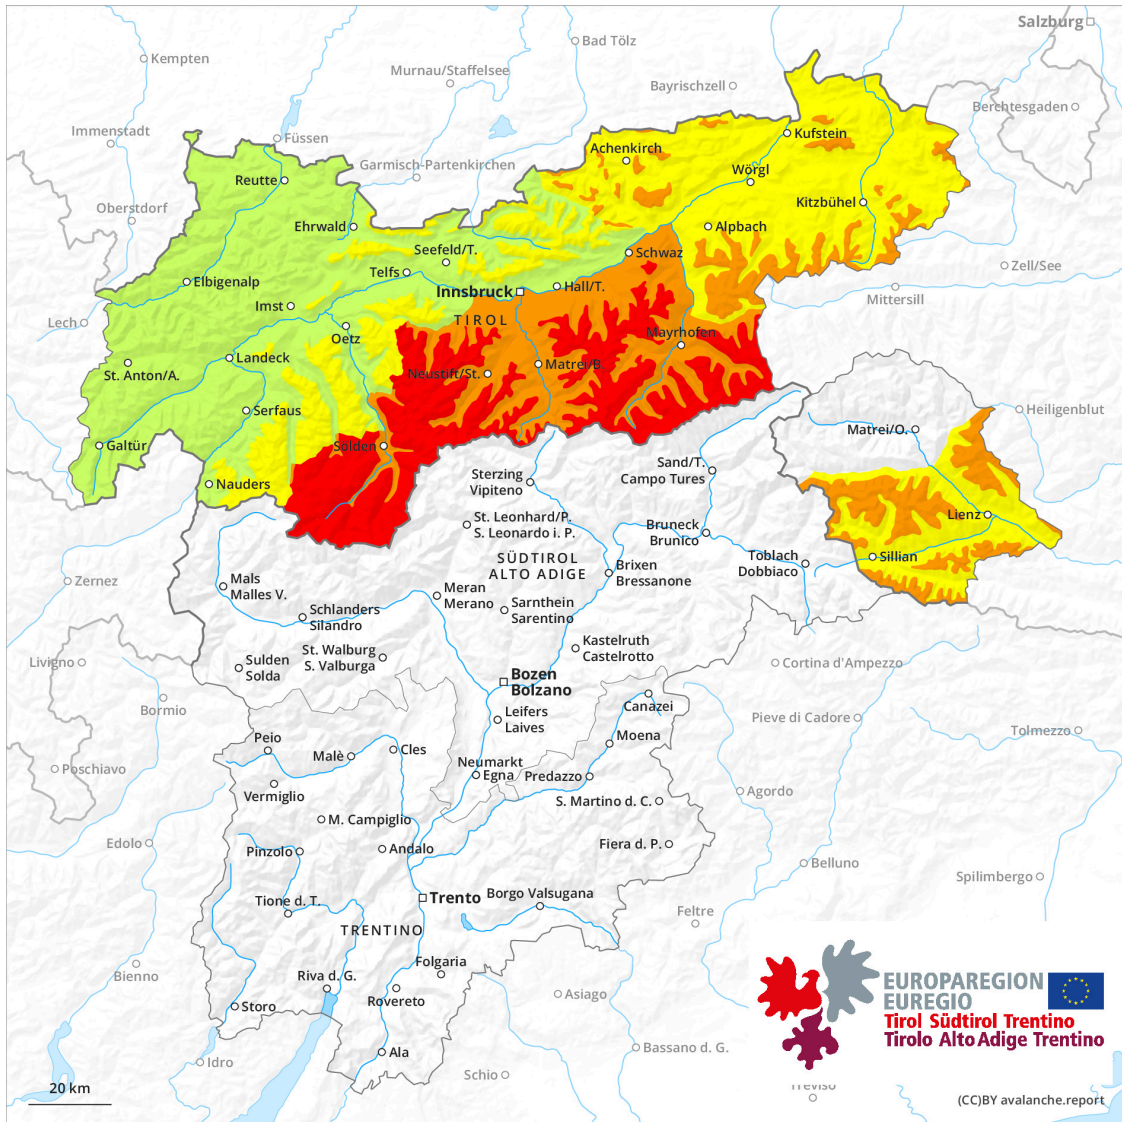 Salzburg
Bad Tölz
Kempten
Murnau/Staffelsee
Bayrischzell
Berchtesgaden
Immenstadt
Füssen
Kufstein
Achenkirch
Garmisch-Partenkirchen
Wörgl
Reutte
Kitzbühel
Oberstdorf
Ehrwald
Alpbach
Seefeld/T.
Schwaz
Zell/See
Telfs
Elbigenalp
Hall/T.
Innsbruck
Mittersill
Imst
Lech
TIROL
Mayrhofen
Oetz
Landeck
Matrei/B.
St. Anton/A.
Neustift/St.
Serfaus
Heiligenblut
Matrei/O.
Galtür
Sölden
Sand/T.
Campo Tures
Sterzing
Vipiteno
Nauders
Lienz
St. Leonhard/P.
S. Leonardo i. P.
Bruneck
Brunico
SÜDTIROL
ALTO ADIGE
Toblach
Dobbiaco
Sillian
Brixen
Bressanone
Zernez
Mals
Malles V.
Meran
Merano
Sarnthein
Sarentino
Schlanders
Silandro
Kastelruth
Castelrotto
St. Walburg
S. Valburga
Livigno
Sulden
Solda
Cortina d'Ampezzo
Bozen
Bolzano
Bormio
Canazei
Leifers
Laives
Pieve di Cadore
Tolmezzo
Peio
Moena
Malè
Cles
Neumarkt
Egna
Predazzo
Poschiavo
Vermiglio
Agordo
S. Martino d. C.
M. Campiglio
Edolo
Pinzolo
Andalo
Fiera d. P.
Belluno
Spilimbergo
Trento
Borgo Valsugana
Tione d. T.
Feltre
TRENTINO
Bienno
Folgaria
Riva d. G.
Rovereto
Asiago
Storo
EUROPAREGION
EUREGIO
Tirol Südtirol Trentino
Tirolo Alto Adige Trentino
Ala
Idro
Bassano d. G.
Schio
Treviso
20 km
(CC)BY avalanche.report